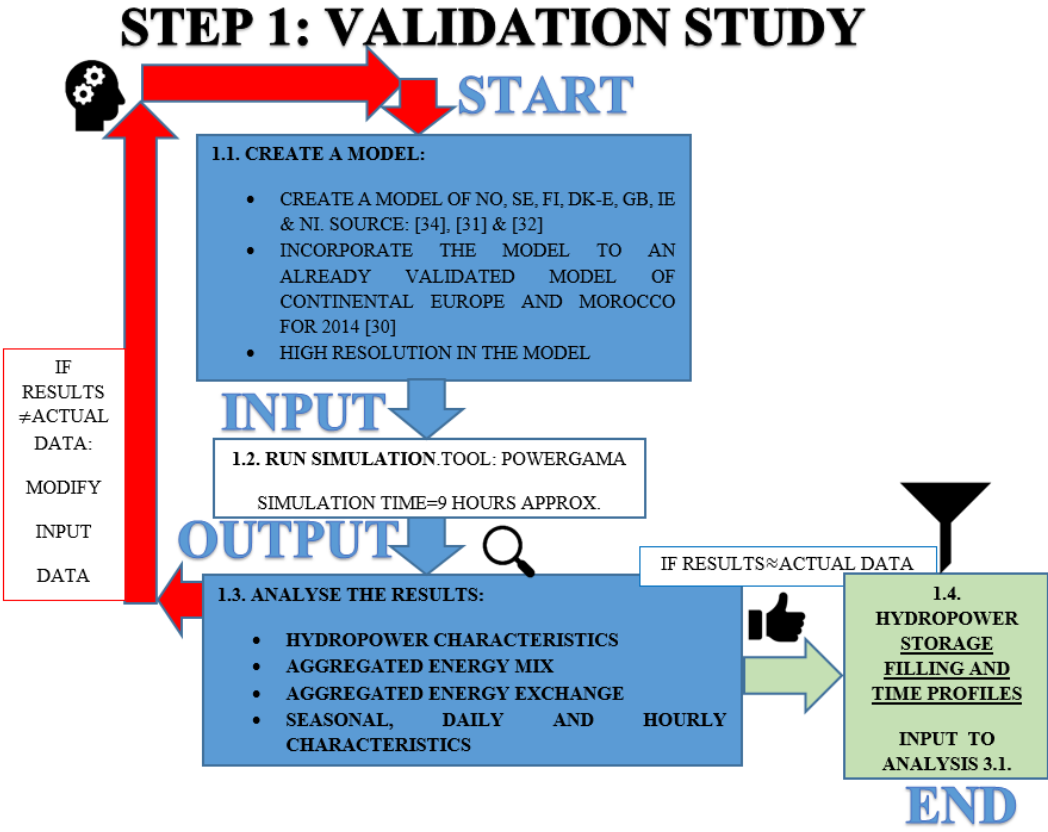 STEP 1: VALIDATION STUDY
START
1.1. CREATE A MODEL:
• CREATE A MODEL OF NO, SE, FI, DK-E, GB, IE
& NI. SOURCE: [34], [31] & [32]
• INCORPORATE THE MODEL TO AN
ALREADY VALIDATED MODEL OF
CONTINENTAL EUROPE AND MOROCCO
FOR 2014 [30]
• HIGH RESOLUTION IN THE MODEL
INPUT
1.2. RUN SIMULATION.TOOL: POWERGAMA
SIMULATION TIME=9 HOURS APPROX.
OUTPUT
1.3. ANALYSE THE RESULTS:
• HYDROPOWER CHARACTERISTICS
• AGGREGATED ENERGY MIX
• AGGREGATED ENERGY EXCHANGE
• SEASONAL, DAILY AND HOURLY
CHARACTERISTICS
IF
RESULTS
≠ACTUAL
DATA:
MODIFY
INPUT
DATA
IF RESULTS≈ACTUAL DATA
1.4.
HYDROPOWER
STORAGE
FILLING AND
TIME PROFILES
INPUT TO
ANALYSIS 3.1.
END